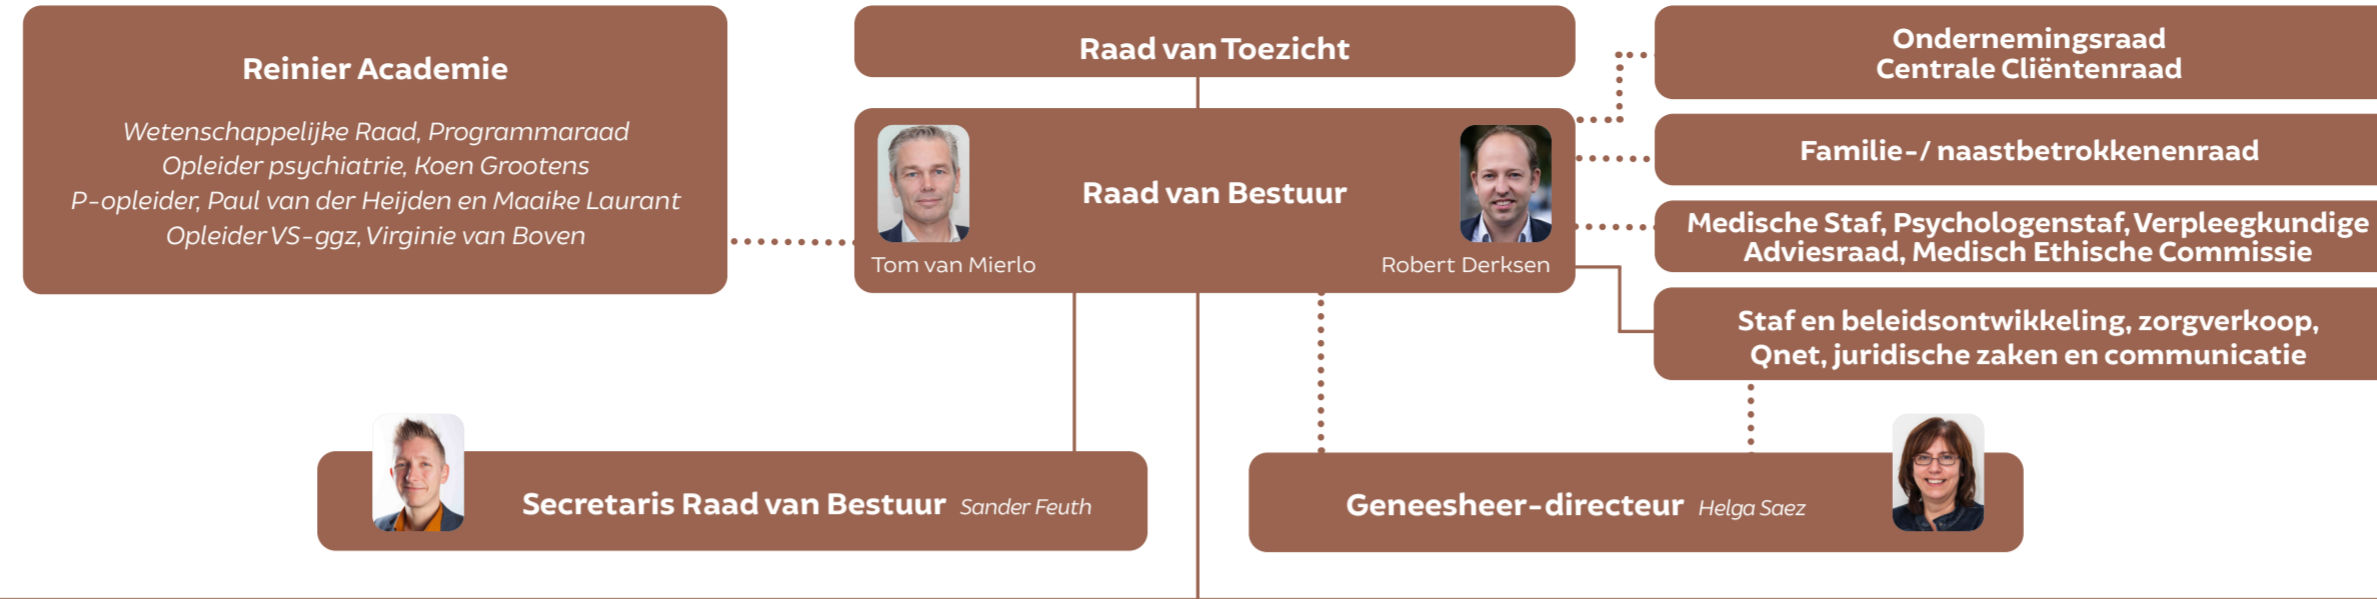 Reinier Academie
Wetenschappelijke Raad, Programmaraad
Opleider psychiatrie, Koen Grootens
P-opleider, Paul van der Heijden en Maaike Laurant
Opleider VS-ggz, Virginie van Boven
Raad van Toezicht
Raad van Bestuur
Tom van Mierlo
Robert Derksen
Ondernemingsraad
Centrale Cliëntenraad
Familie-/ naastbetrokkenenraad
Medische Staf, Psychologenstaf, Verpleegkundige
Adviesraad, Medisch Ethische Commissie
Staf en beleidsontwikkeling, zorgverkoop,
Qnet, juridische zaken en communicatie
Secretaris Raad van Bestuur Sander Feuth
Geneesheer-directeur Helga Saez